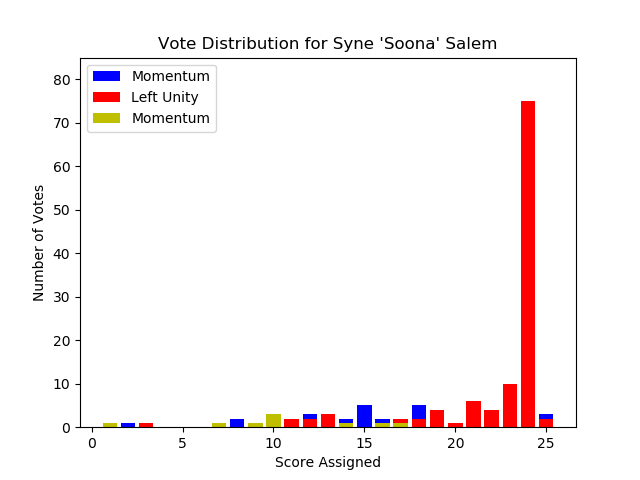 Vote Distribution for Syne 'Soona' Salem
Momentum
Left Unity
Momentum
Number of Votes
80
70
60
50
40
30
20
10
0
0 5 10 15 20 25
Score Assigned